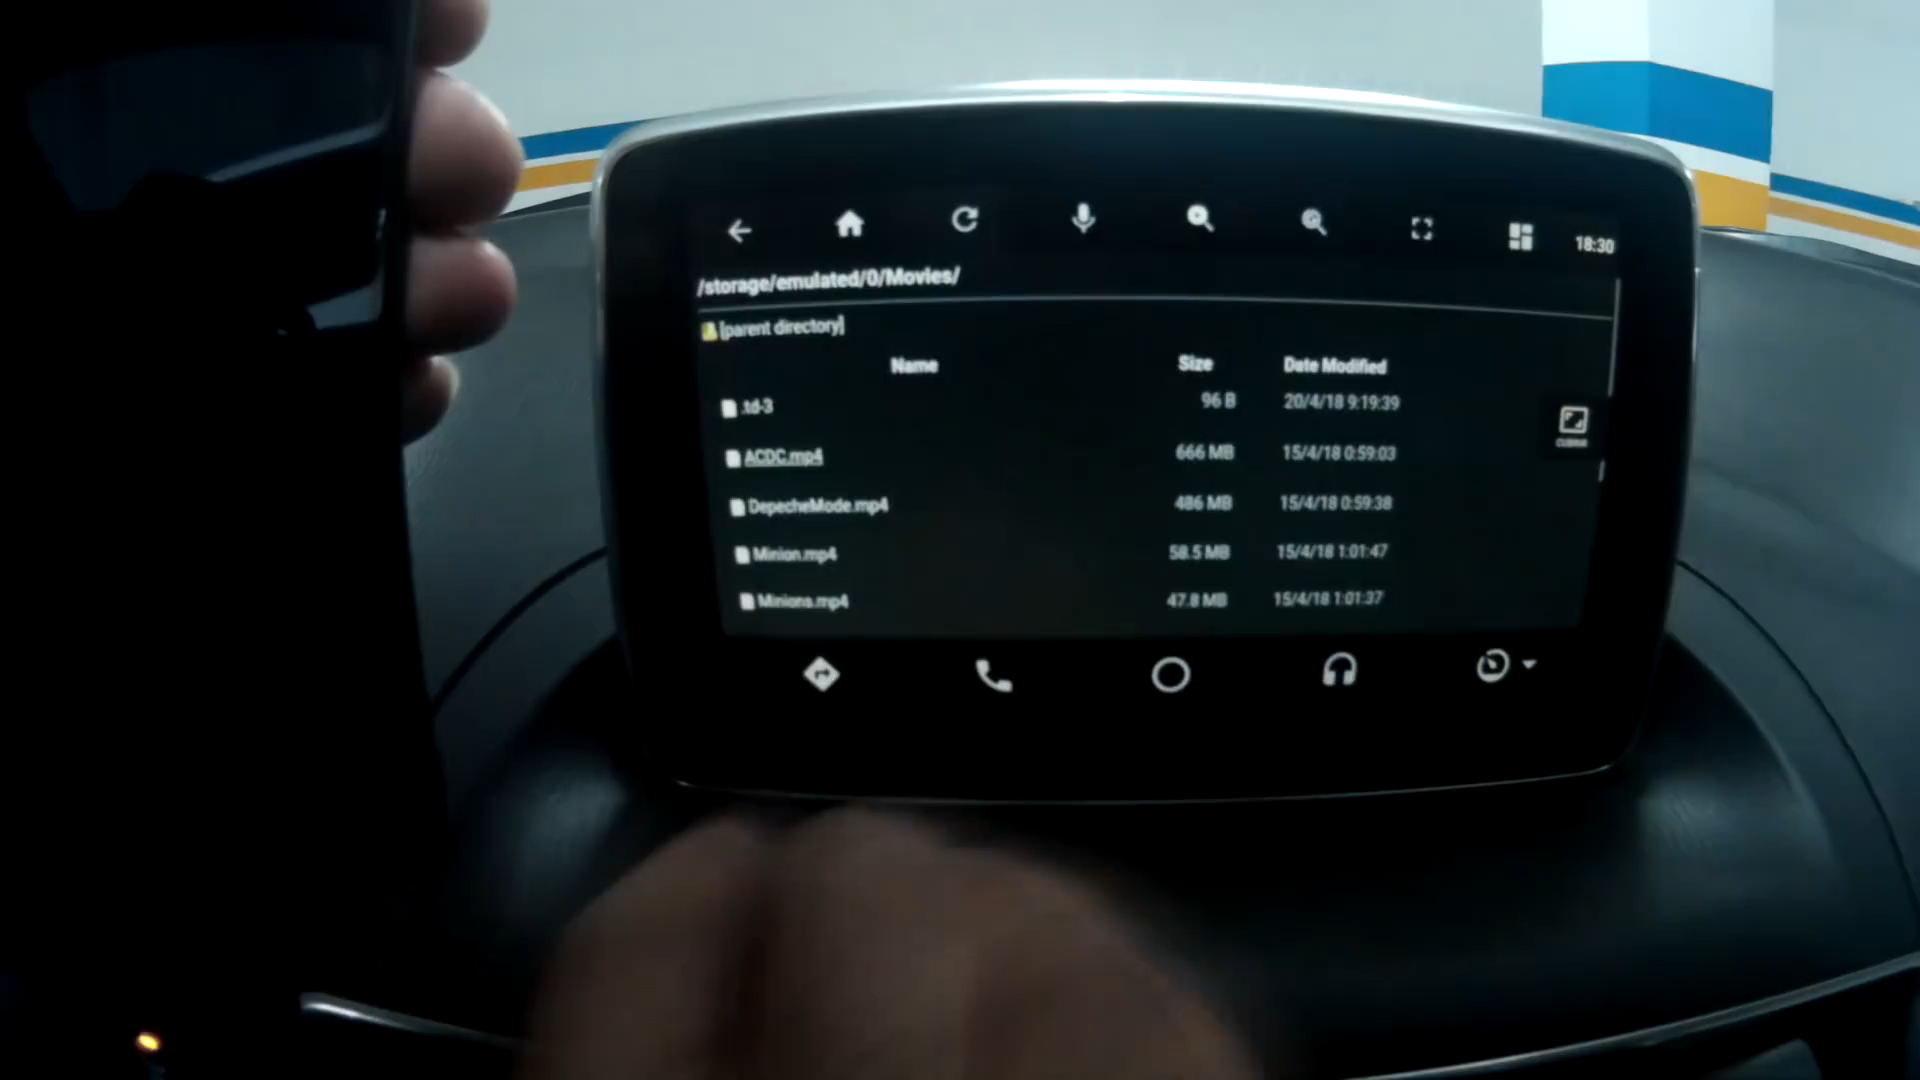 18:30
/storage/emulated/0/Movies/
[parent directory]
Name Size Date Modified
.td-3 96 B 20/4/18 9:19:39
ACDC.mp4 666 MB 15/4/18 0:59:03
DepecheMode.mp4 486 MB 15/4/18 0:59:38
Minion.mp4 58.5 MB 15/4/18 1:01:47
Minions.mp4 47.8 MB 15/4/18 1:01:37